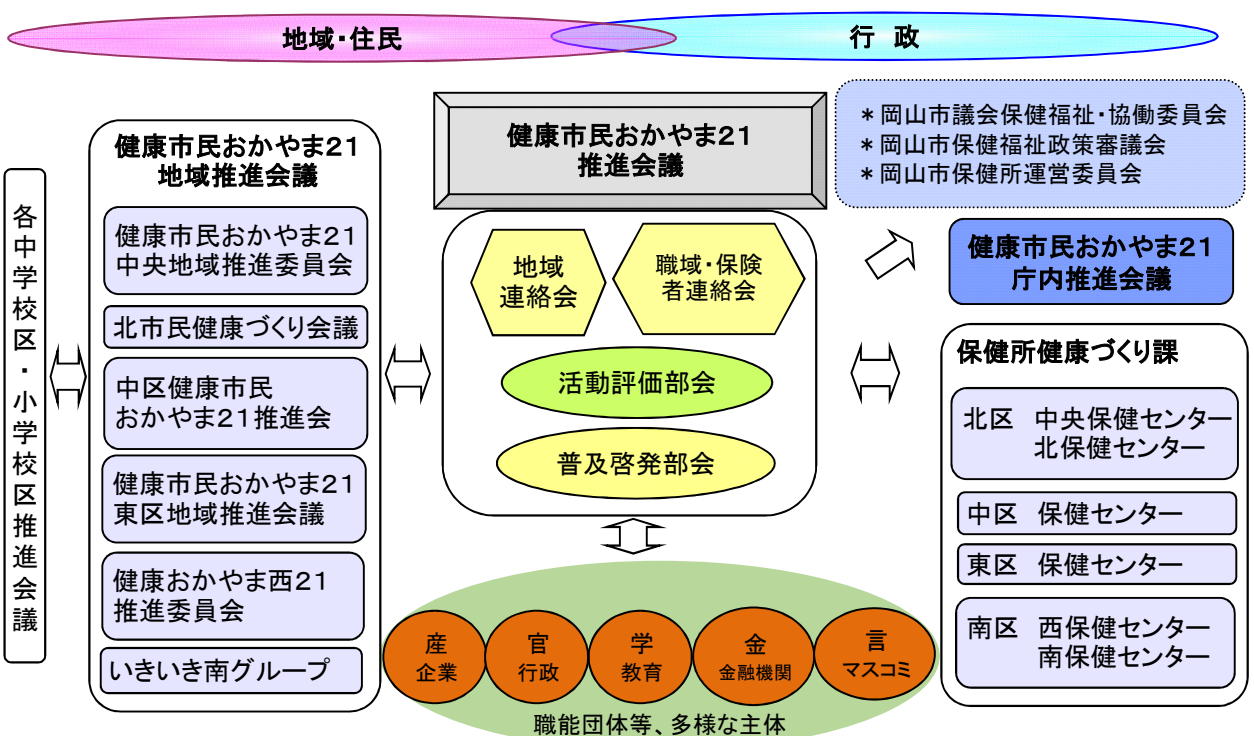 地域・住民
行 政
各中学校区・小学校区推進会議
健康市民おかやま21
地域推進会議
健康市民おかやま21
中央地域推進委員会
北市民健康づくり会議
中区健康市民
おかやま21推進会
健康市民おかやま21
東区地域推進会議
健康おかやま西21
推進委員会
いきいき南グループ
健康市民おかやま21
推進会議
地域
連絡会
職域・保険
者連絡会
活動評価部会
普及啓発部会
産
企業
官
行政
学
教育
金
金融機関
言
マスコミ
職能団体等、多様な主体
＊岡山市議会保健福祉・協働委員会
＊岡山市保健福祉政策審議会
＊岡山市保健所運営委員会
健康市民おかやま21
庁内推進会議
保健所健康づくり課
北区 中央保健センター
北保健センター
中区 保健センター
東区 保健センター
南区 西保健センター
南保健センター